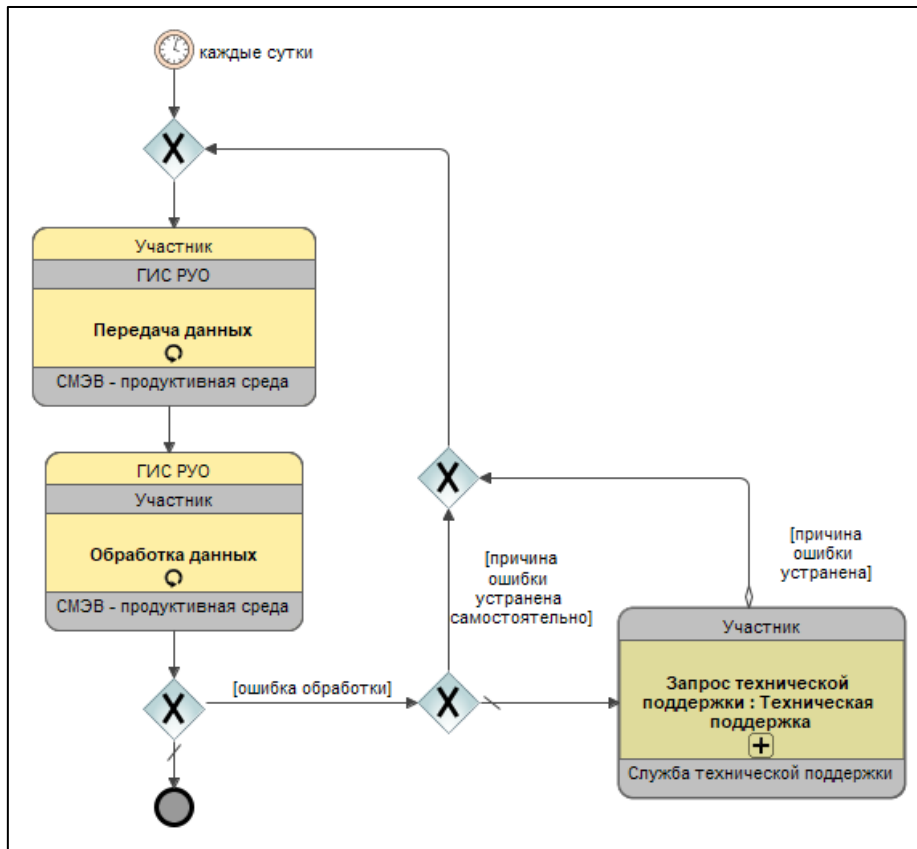 каждые сутки
Участник
ГИС РУО
Передача данных
СМЭВ - продуктивная среда
ГИС РУО
Участник
Обработка данных
СМЭВ - продуктивная среда
[ошибка обработки]
[причина
ошибки
устранена
самостоятельно]
[причина
ошибки
устранена]
Участник
Запрос технической
поддержки : Техническая
поддержка
Служба технической поддержки